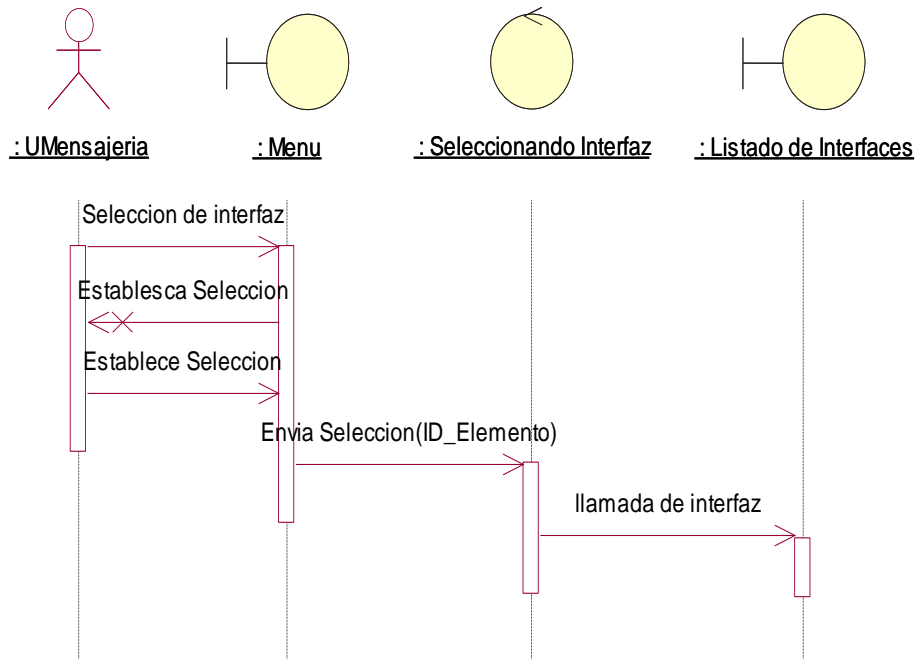 : UMensajeria
: Menu
: Seleccionando Interfaz
: Listado de Interfaces
Seleccion de interfaz
Establesca Seleccion
Establece Seleccion
Envia Seleccion(ID_Elemento)
llamada de interfaz